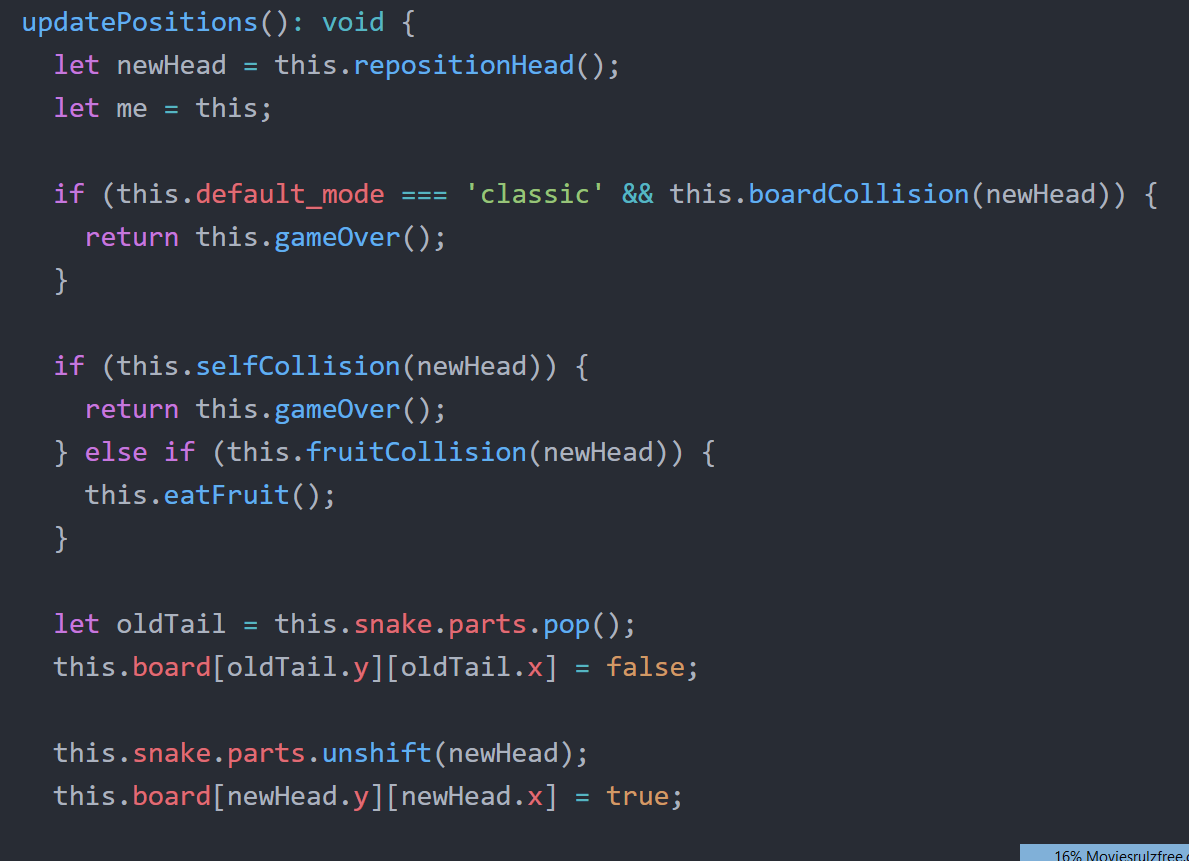 updatePositions(): void {
  let newHead = this.repositionHead();
  let me = this;

  if (this.default_mode === 'classic' && this.boardCollision(newHead)) {
    return this.gameOver();
  }

  if (this.selfCollision(newHead)) {
    return this.gameOver();
  } else if (this.fruitCollision(newHead)) {
    this.eatFruit();
  }

  let oldTail = this.snake.parts.pop();
  this.board[oldTail.y][oldTail.x] = false;

  this.snake.parts.unshift(newHead);
  this.board[newHead.y][newHead.x] = true;
16% Moviesrulzfree.